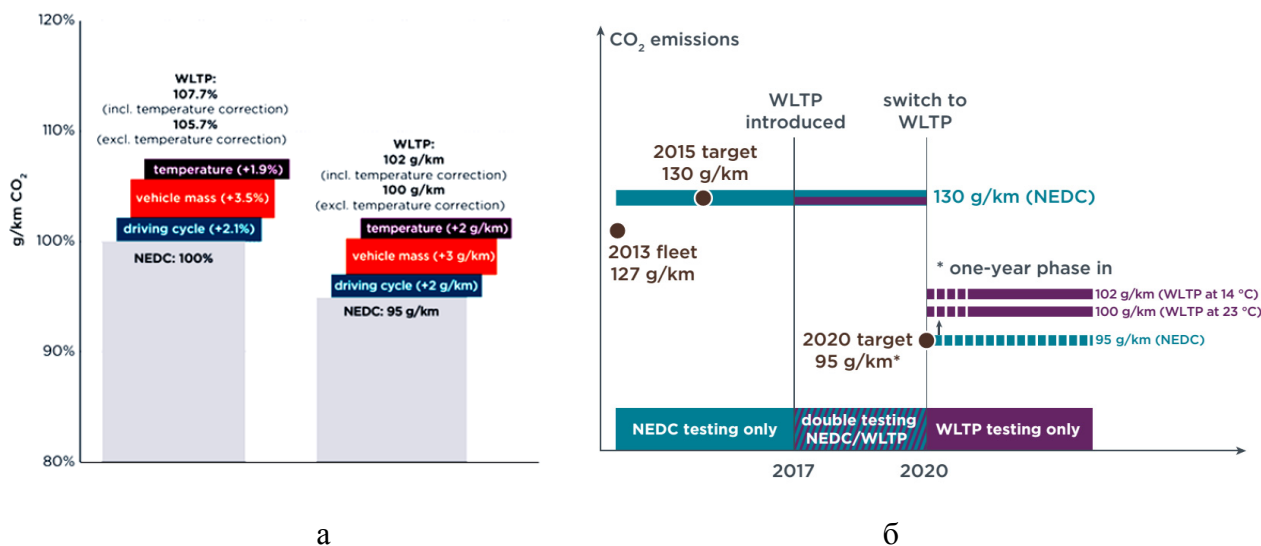 120%
110%
100%
90%
80%
g/km CO2
WLTP:
107.7%
(incl. temperature correction)
105.7%
(excl. temperature correction)
temperature (+1.9%)
vehicle mass (+3.5%)
driving cycle (+2.1%)
NEDC: 100%
WLTP:
102 g/km
(incl. temperature correction)
100 g/km
(excl. temperature correction)
temperature (+2 g/km)
vehicle mass (+3 g/km)
driving cycle (+2 g/km)
NEDC: 95 g/km
а
CO2 emissions
WLTP
introduced
switch to
WLTP
2015 target
130 g/km
130 g/km (NEDC)
2013 fleet
127 g/km
* one-year phase in
102 g/km (WLTP at 14 °C)
100 g/km (WLTP at 23 °C)
2020 target
95 g/km*
95 g/km (NEDC)
NEDC testing only
double testing
NEDC/WLTP
WLTP testing only
2017
2020
б